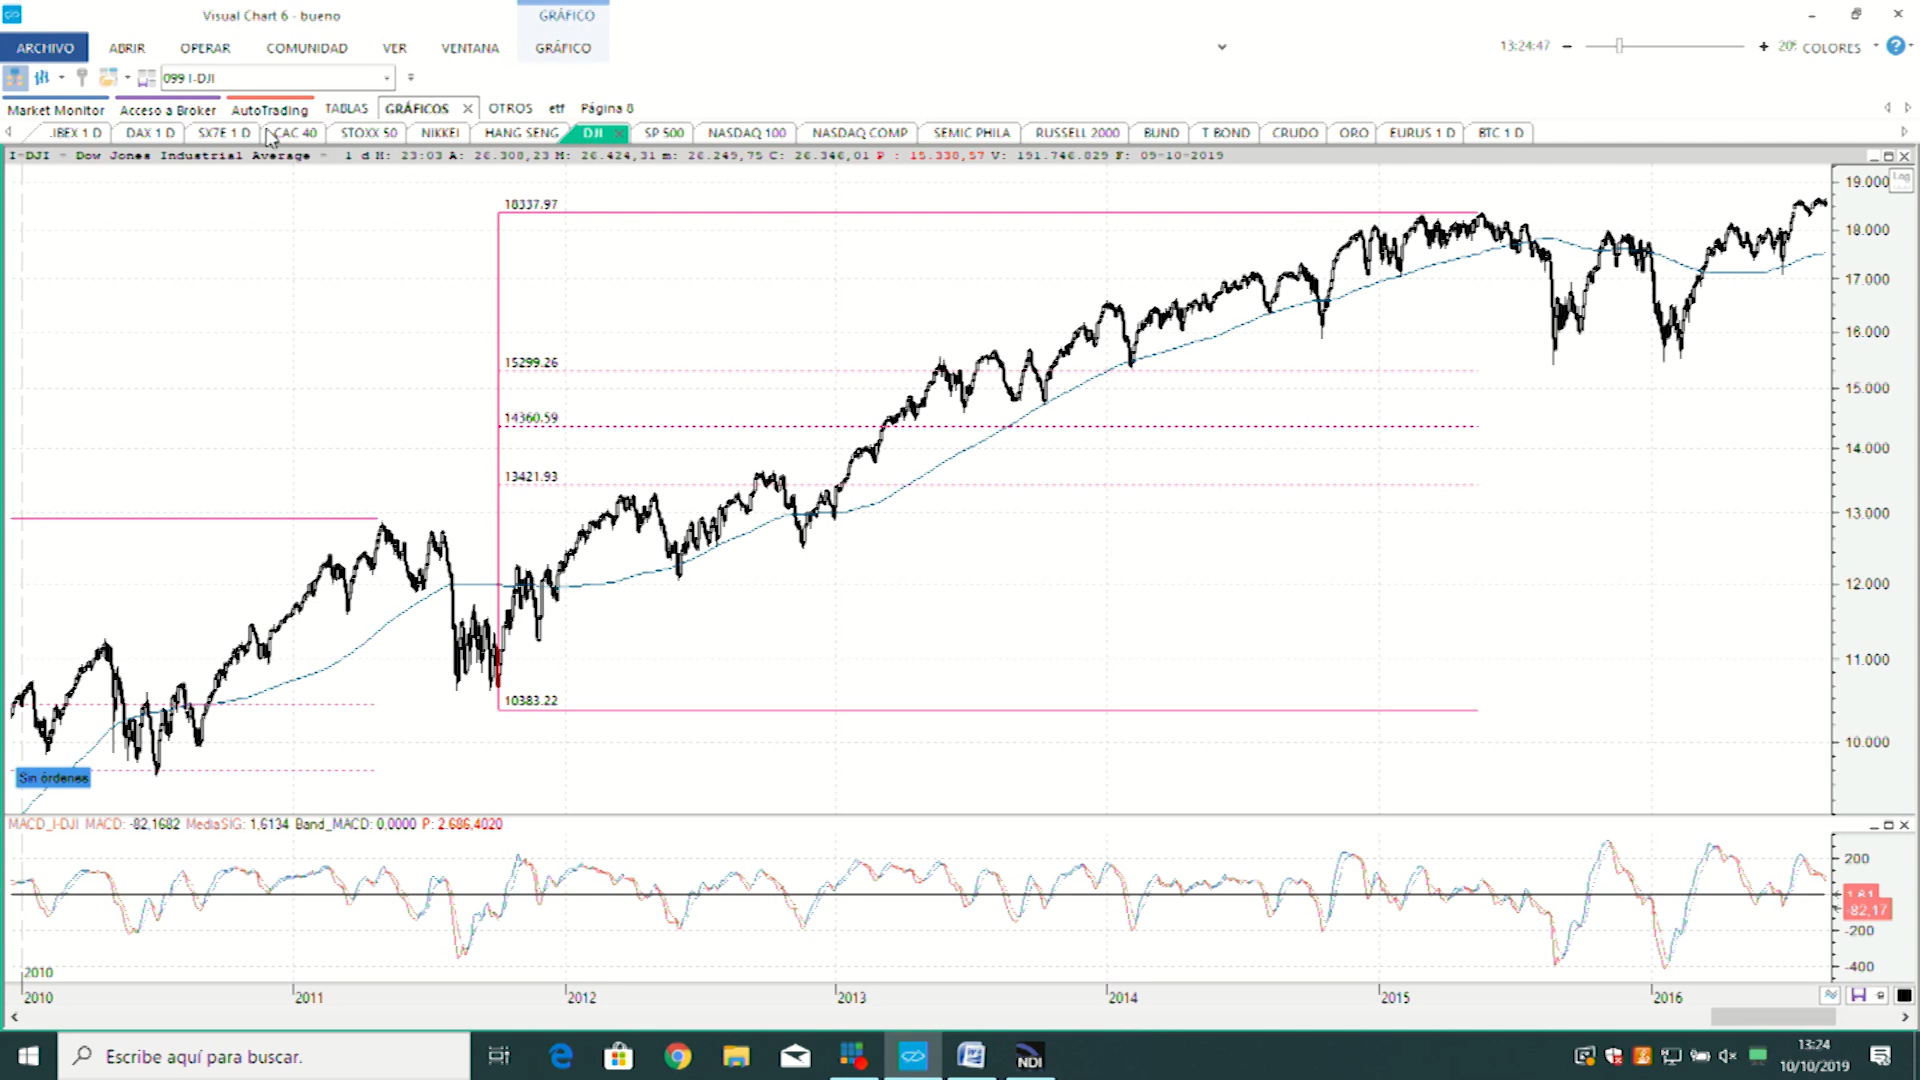 Visual Chart 6 - bueno
GRÁFICO
ARCHIVO ABRIR OPERAR COMUNIDAD VER VENTANA GRÁFICO
13:24:47 COLORES
099 I-DJI
Market Monitor Acceso a Broker AutoTrading TABLAS GRÁFICOS OTROS etf Página 8
IBEX 1 D DAX 1 D SX7E 1 D CAC 40 STOXX 50 NIKKEI HANG SENG DJI SP 500 NASDAQ 100 NASDAQ COMP SEMIC PHILA RUSSELL 2000 BUND T BOND CRUDO ORO EURUS 1 D BTC 1 D
I-DJI - Dow Jones Industrial Average - 1 d H: 23:03 A: 26.308,23 M: 26.424,31 m: 26.249,75 C: 26.346,01 P : 15.330,57 V: 191.746.829 F: 09-10-2019
19.000
Log
18337.97
18.000
17.000
16.000
15299.26
15.000
14360.59
14.000
13421.93
13.000
12.000
11.000
10383.22
10.000
Sin órdenes
MACD_I-DJI MACD: -82,1682 MediaSIG: 1,6134 Band_MACD: 0,0000 P: 2.686,4020
200
1,61
-82,17
-200
-400
2010
2010 2011 2012 2013 2014 2015 2016
Escribe aquí para buscar.
NDI
13:24
10/10/2019